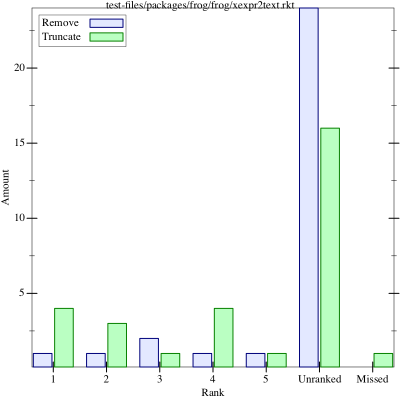 test-files/packages/frog/frog/xexpr2text.rkt
Remove
Truncate
20
15
10
5
Amount
1 2 3 4 5 Unranked Missed
Rank